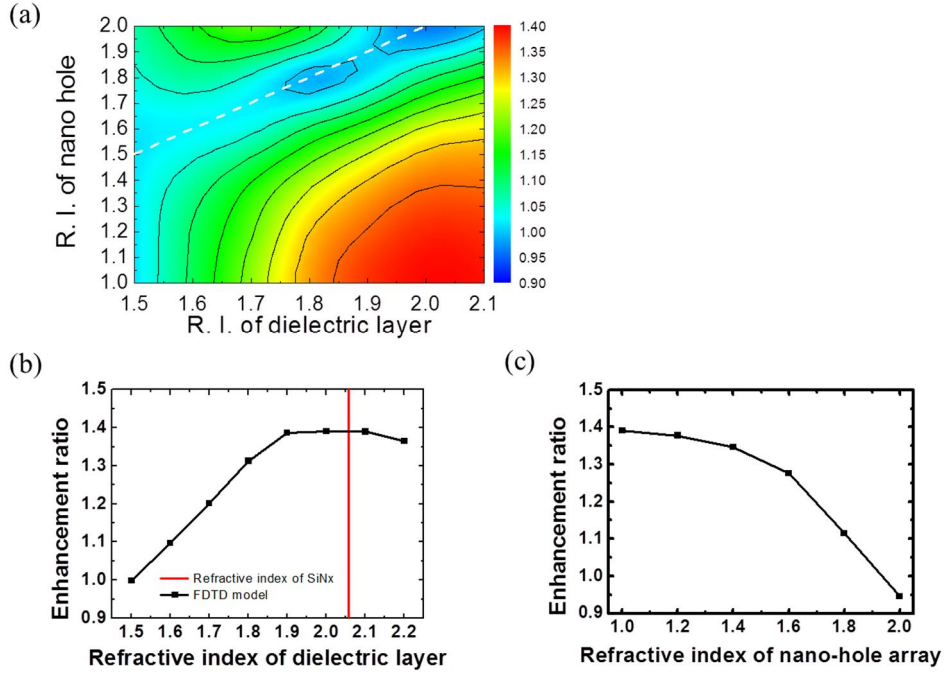 (a)
R. I. of nano hole
2.0
1.9
1.8
1.7
1.6
1.5
1.4
1.3
1.2
1.1
1.0
1.5 1.6 1.7 1.8 1.9 2.0 2.1
R. I. of dielectric layer
1.40
1.35
1.30
1.25
1.20
1.15
1.10
1.05
1.00
0.95
0.90
(b)
Enhancement ratio
1.5
1.4
1.3
1.2
1.1
1.0
0.9
Refractive index of SiNx
FDTD model
1.5 1.6 1.7 1.8 1.9 2.0 2.1 2.2
Refractive index of dielectric layer
(c)
Enhancement ratio
1.5
1.4
1.3
1.2
1.1
1.0
0.9
1.0 1.2 1.4 1.6 1.8 2.0
Refractive index of nano-hole array